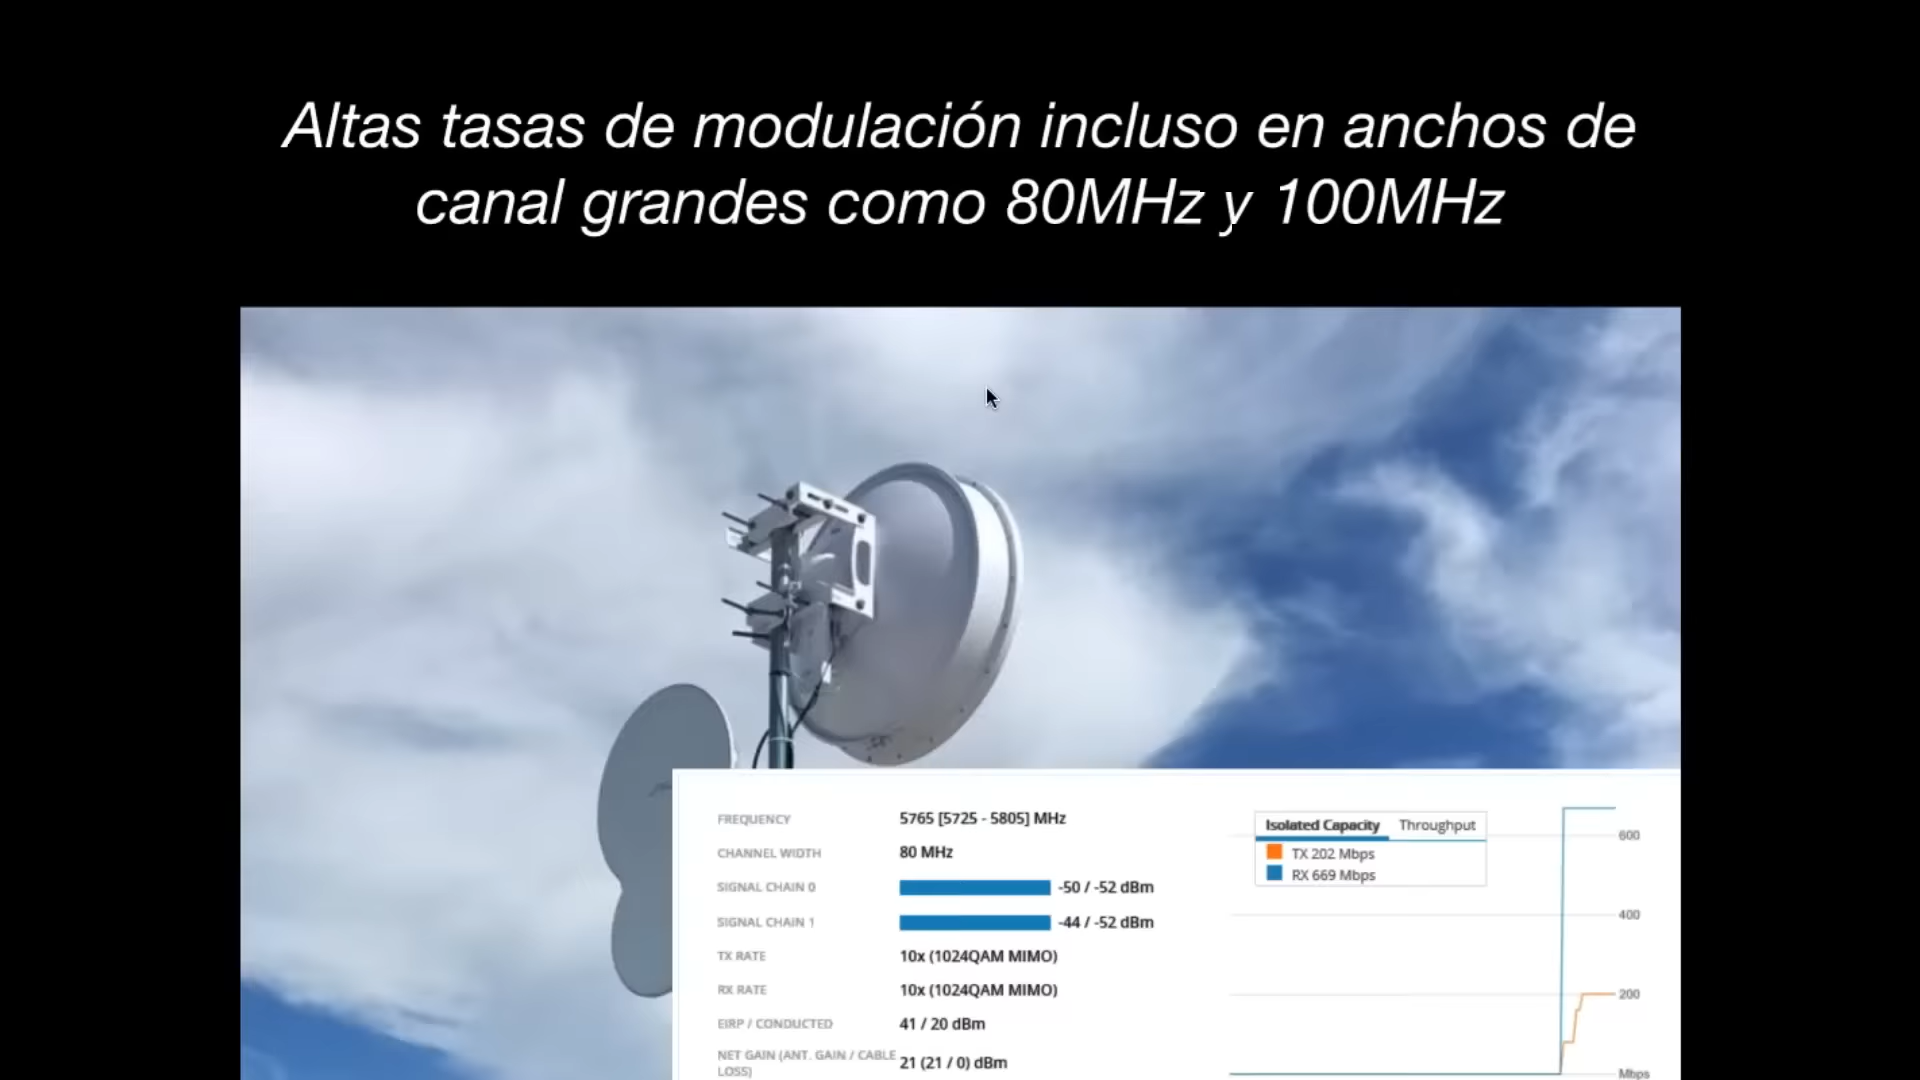 Altas tasas de modulación incluso en anchos de
canal grandes como 80MHz y 100MHz
FREQUENCY 5765 [5725 - 5805] MHz
CHANNEL WIDTH 80 MHz
SIGNAL CHAIN 0 -50 / -52 dBm
SIGNAL CHAIN 1 -44 / -52 dBm
TX RATE 10x (1024QAM MIMO)
RX RATE 10x (1024QAM MIMO)
EIRP / CONDUCTED 41 / 20 dBm
NET GAIN (ANT. GAIN / CABLE
LOSS) 21 (21 / 0) dBm
Isolated Capacity Throughput
TX 202 Mbps
RX 669 Mbps
600
400
200
Mbps